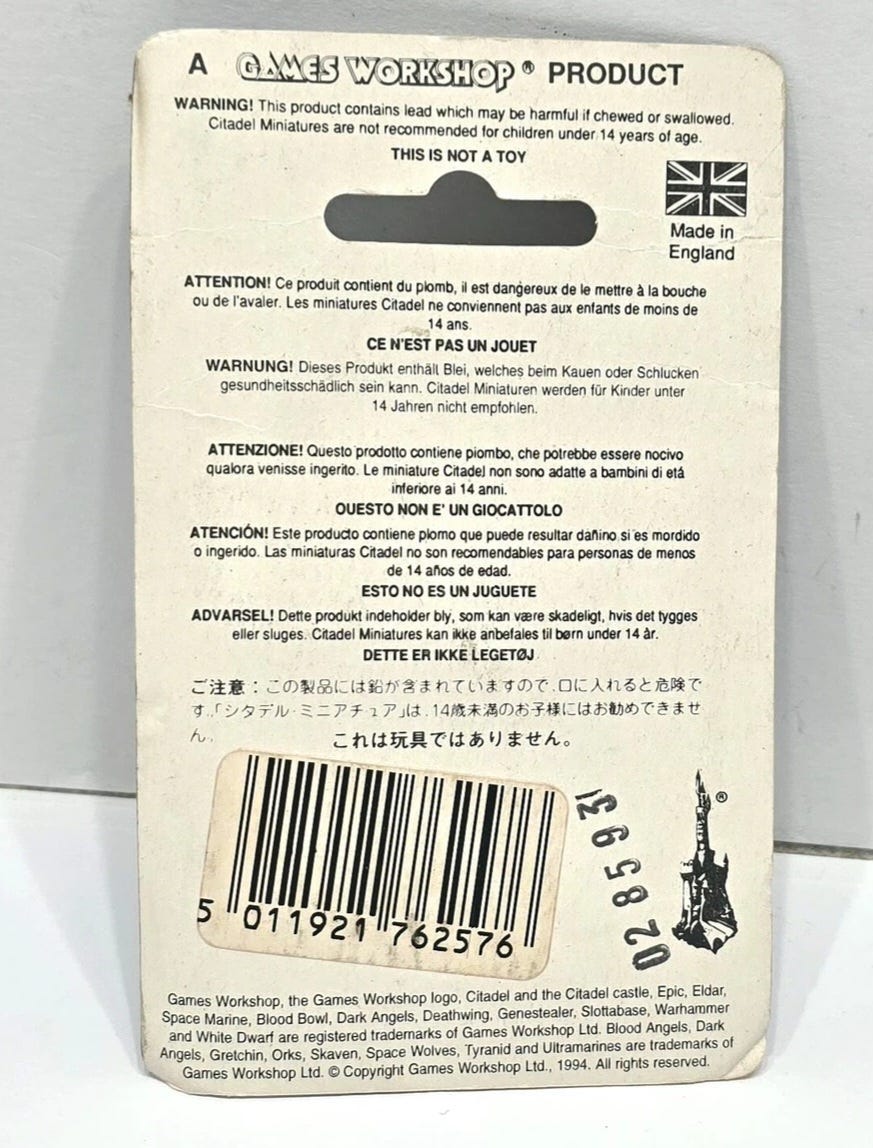 A GAMES WORKSHOP® PRODUCT
WARNING! This product contains lead which may be harmful if chewed or swallowed.
Citadel Miniatures are not recommended for children under 14 years of age.
THIS IS NOT A TOY
Made in
England
ATTENTION! Ce produit contient du plomb, il est dangereux de le mettre à la bouche
ou de l'avaler. Les miniatures Citadel ne conviennent pas aux enfants de moins de
14 ans.
CE N'EST PAS UN JOUET
WARNUNG! Dieses Produkt enthäll Blei, welches beim Kauen oder Schlucken
gesundheitsschädlich sein kann. Citadel Miniaturen werden für Kinder unter
14 Jahren nicht empfohlen.
ATTENZIONE! Questo prodotto contiene piombo, che potrebbe essere nocivo
qualora venisse ingerito. Le miniature Citadel non sono adatte a bambini di etá
inferiore ai 14 anni.
QUESTO NON E' UN GIOCATTOLO
ATENCIÓN! Este producto contiene plomo que puede resultar dañino si es mordido
o ingerido. Las miniaturas Citadel no son recomendables para personas de menos
de 14 años de edad.
ESTO NO ES UN JUGUETE
ADVARSEL! Dette produkt indeholder bly, som kan være skadeligt, hvis det tygges
eller sluges. Citadel Miniatures kan ikke anbefales til børn under 14 år.
DETTE ER IKKE LEGETØJ
ご注意：この製品には鉛が含まれていますので、口に入れると危険で
す。「シタデル・ミニアチュア」は、14歳未満のお子様にはお勧めできませ
ん。
これは玩具ではありません。
5 011921 762576
028593
®
Games Workshop, the Games Workshop logo, Citadel and the Citadel castle, Epic, Eldar,
Space Marine, Blood Bowl, Dark Angels, Deathwing, Genestealer, Slottabase, Warhammer
and White Dwarf are registered trademarks of Games Workshop Ltd. Blood Angels, Dark
Angels, Gretchin, Orks, Skaven, Space Wolves, Tyranid and Ultramarines are trademarks of
Games Workshop Ltd. © Copyright Games Workshop Ltd., 1994. All rights reserved.